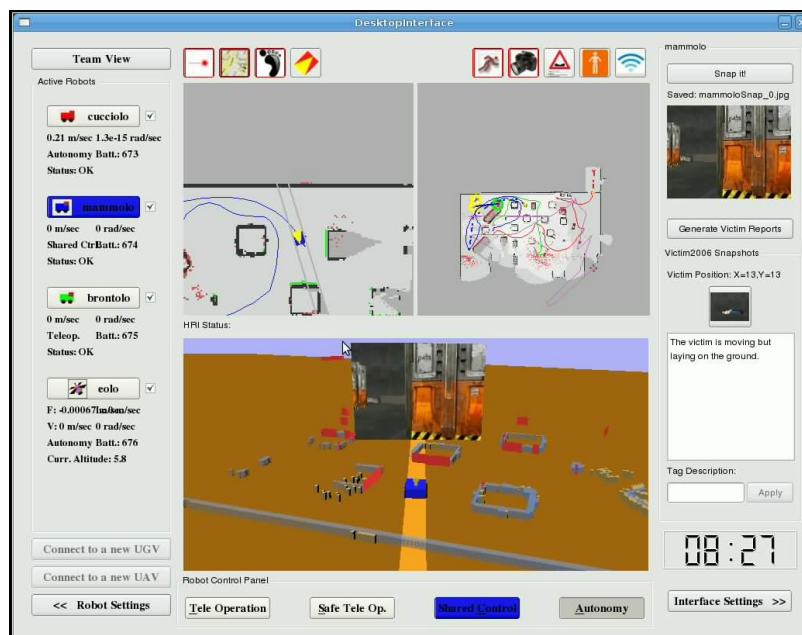 DesktopInterface
Team View
Active Robots
cucciolo
0.21 m/sec 1.3e-15 rad/sec
Autonomy Batt.: 673
Status: OK
mammolo
0 m/sec 0 rad/sec
Shared Ctrl Batt.: 674
Status: OK
brontolo
0 m/sec 0 rad/sec
Teleop. Batt.: 675
Status: OK
eolo
F: -0.00067
V: 0 m/sec 0 rad/sec
Autonomy Batt.: 676
Curr. Altitude: 5.8
Connect to a new UGV
Connect to a new UAV
<< Robot Settings
HRI Status:
Robot Control Panel
Tele Operation
Safe Tele Op.
Shared Control
Autonomy
mammolo
Snap it!
Saved: mammoloSnap_0.jpg
Generate Victim Reports
Victim2006 Snapshots
Victim Position: X=13,Y=13
The victim is moving but
laying on the ground.
Tag Description:
Apply
08:27
Interface Settings >>